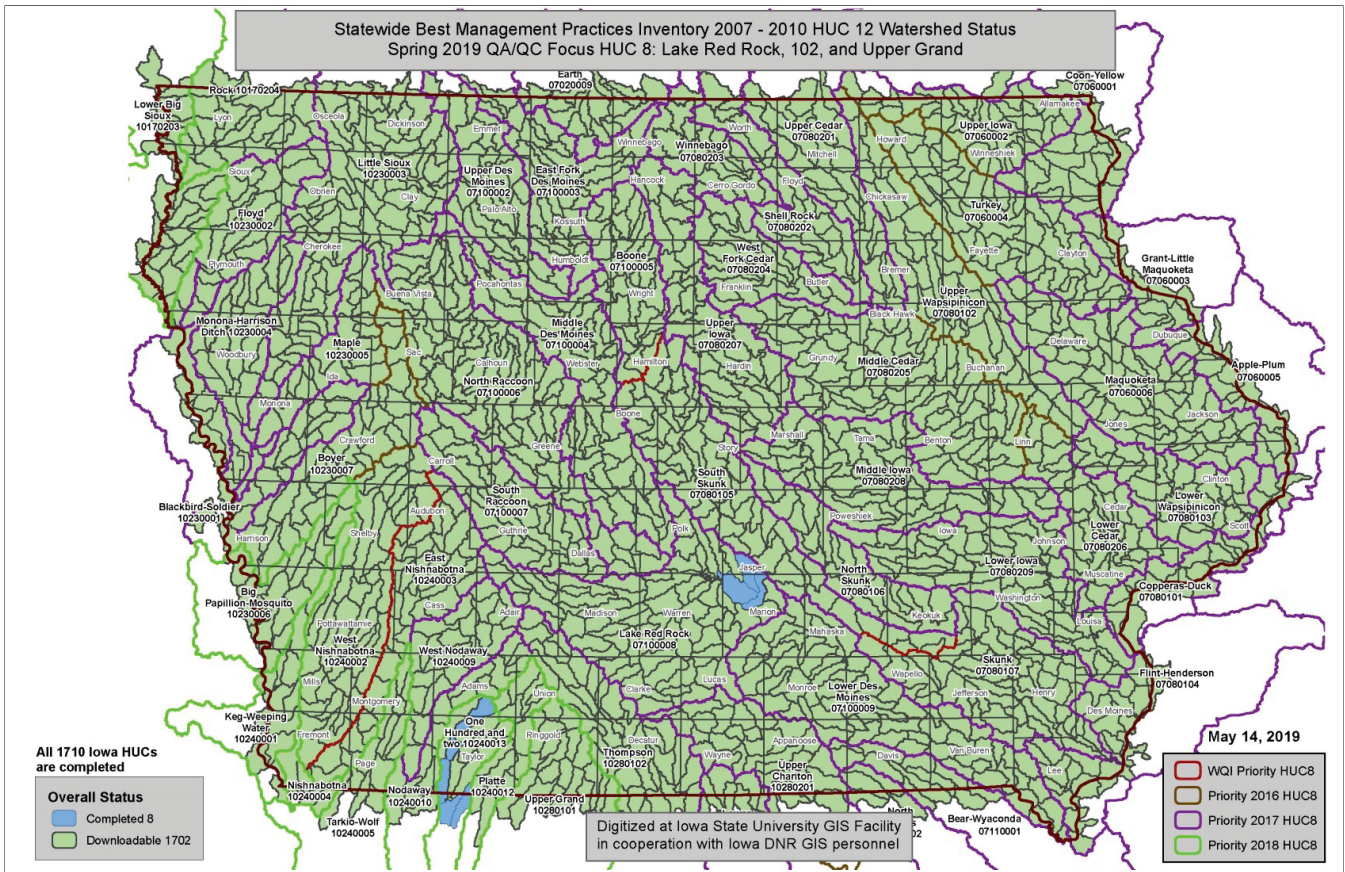 Statewide Best Management Practices Inventory 2007 - 2010 HUC 12 Watershed Status
Spring 2019 QA/QC Focus HUC 8: Lake Red Rock, 102, and Upper Grand
Earth
07020009
Coon-Yellow
07060001
Rock-10170204
Lower Big
Sioux
10170203
Lyon
Osceola
Dickinson
Emmet
Winnebago
Worth
Winnebago
07080203
Upper Cedar
07080201
Mitchell
Howard
Upper Iowa
07060002
Winneshiek
Allamakee
Sioux
Obrien
Little Sioux
10230003
Clay
Upper Des
Moines
07100002
Palo Alto
East Fork
Des Moines
07100003
Kossuth
Hancock
Cerro Gordo
Floyd
Chickasaw
Floyd
10230002
Shell Rock
07080202
Turkey
07060004
Fayette
Clayton
Plymouth
Cherokee
Buena Vista
Pocahontas
Humboldt
Boone
07100005
Wright
West
Fork Cedar
07080204
Franklin
Butler
Bremer
Grant-Little
Maquoketa
07060003
Monona-Harrison
Ditch 10230004
Woodbury
Maple
10230005
Ida
Sac
Calhoun
North Raccoon
07100006
Middle
Des Moines
07100004
Webster
Hamilton
Upper
Iowa
07080207
Hardin
Grundy
Black Hawk
Middle Cedar
07080205
Upper
Wapsipinicon
07080102
Buchanan
Delaware
Dubuque
Apple-Plum
07060005
Maquoketa
07060006
Jackson
Jones
Monona
Crawford
Boyer
10230007
Carroll
Greene
Boone
Story
Marshall
Tama
Benton
Linn
Middle Iowa
07080208
South
Skunk
07080105
Clinton
Lower
Wapsipinicon
07080103
Scott
Cedar
Lower
Cedar
07080206
Blackbird-Soldier
10230001
Harrison
Shelby
Audubon
South
Raccoon
07100007
Guthrie
Dallas
Polk
Jasper
Poweshiek
Iowa
Johnson
Lower Iowa
07080209
Muscatine
Copperas-Duck
07080101
Big
Papillion-Mosquito
10230006
East
Nishnabotna
10240003
Cass
Adair
Madison
Warren
Marion
North
Skunk
07080106
Mahaska
Keokuk
Washington
Louisa
Pottawattamie
West
Nishnabotna
10240002
West-Nodaway
10240009
Lake Red Rock
07100008
Skunk
07080107
Flint-Henderson
07080104
Mills
Montgomery
Adams
Union
Clarke
Lucas
Monroe
Wapello
Jefferson
Henry
Des Moines
Lower Des
Moines
07100009
Keg-Weeping
Water
10240001
Fremont
Page
One
Hundred and
two 10240013
Taylor
Ringgold
Decatur
Thompson
10280102
Wayne
Appanoose
Upper
Chariton
10280201
Davis
Van Buren
Lee
Nishnabotna
10240004
Tarkio-Wolf
10240005
Nodaway
10240010
Platte
10240012
Upper Grand
10280101
North
02
Bear-Wyaconda
07110001
All 1710 Iowa HUCs
are completed
Overall Status
Completed 8
Downloadable 1702
Digitized at Iowa State University GIS Facility
in cooperation with Iowa DNR GIS personnel
May 14, 2019
WQI Priority HUC8
Priority 2016 HUC8
Priority 2017 HUC8
Priority 2018 HUC8